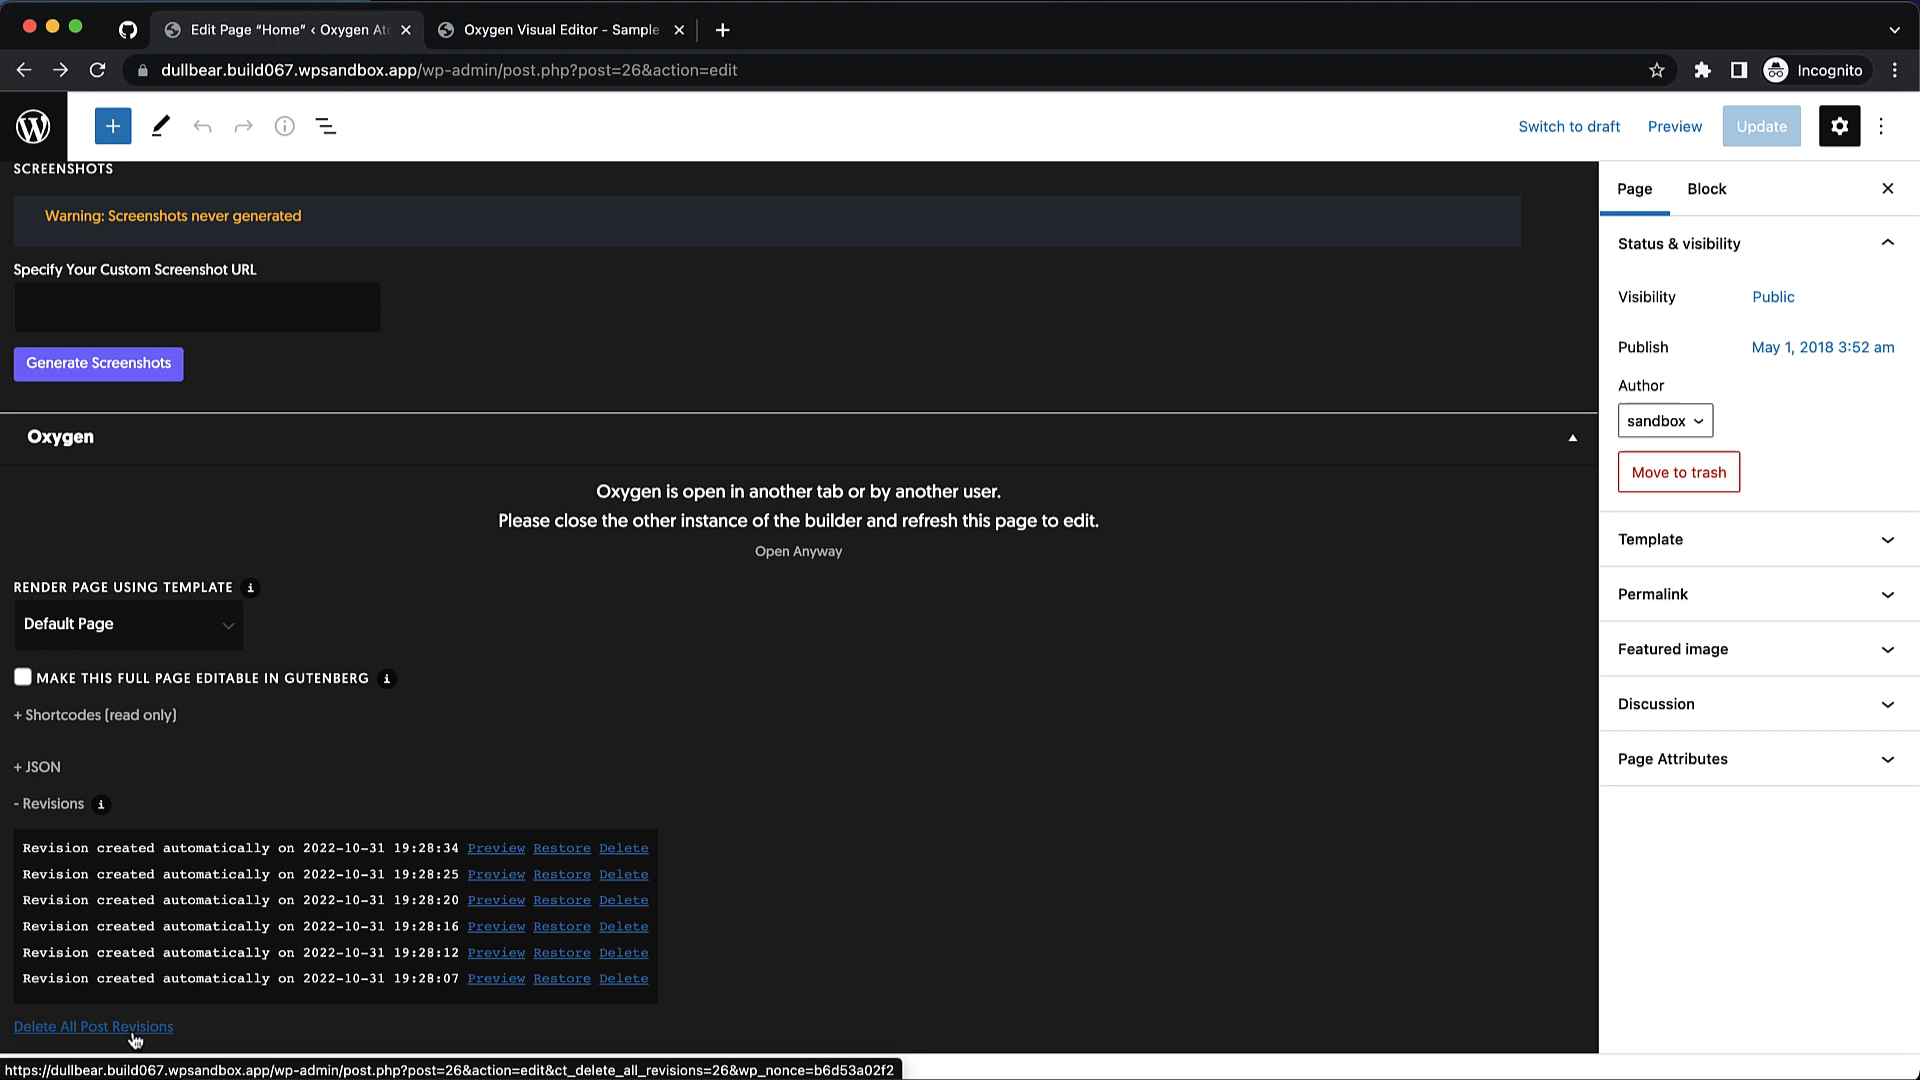 Edit Page “Home” ‹ Oxygen Ato
Oxygen Visual Editor - Sample
dullbear.build067.wpsandbox.app/wp-admin/post.php?post=26&action=edit
Incognito
Switch to draft
Preview
Update
SCREENSHOTS
Warning: Screenshots never generated
Specify Your Custom Screenshot URL
Generate Screenshots
Oxygen
Oxygen is open in another tab or by another user.
Please close the other instance of the builder and refresh this page to edit.
Open Anyway
RENDER PAGE USING TEMPLATE i
Default Page
MAKE THIS FULL PAGE EDITABLE IN GUTENBERG i
+ Shortcodes (read only)
+ JSON
- Revisions i
Revision created automatically on 2022-10-31 19:28:34 Preview Restore Delete
Revision created automatically on 2022-10-31 19:28:25 Preview Restore Delete
Revision created automatically on 2022-10-31 19:28:20 Preview Restore Delete
Revision created automatically on 2022-10-31 19:28:16 Preview Restore Delete
Revision created automatically on 2022-10-31 19:28:12 Preview Restore Delete
Revision created automatically on 2022-10-31 19:28:07 Preview Restore Delete
Delete All Post Revisions
https://dullbear.build067.wpsandbox.app/wp-admin/post.php?post=26&action=edit&ct_delete_all_revisions=26&wp_nonce=b6d53a02f2
Page
Block
Status & visibility
Visibility
Public
Publish
May 1, 2018 3:52 am
Author
sandbox
Move to trash
Template
Permalink
Featured image
Discussion
Page Attributes